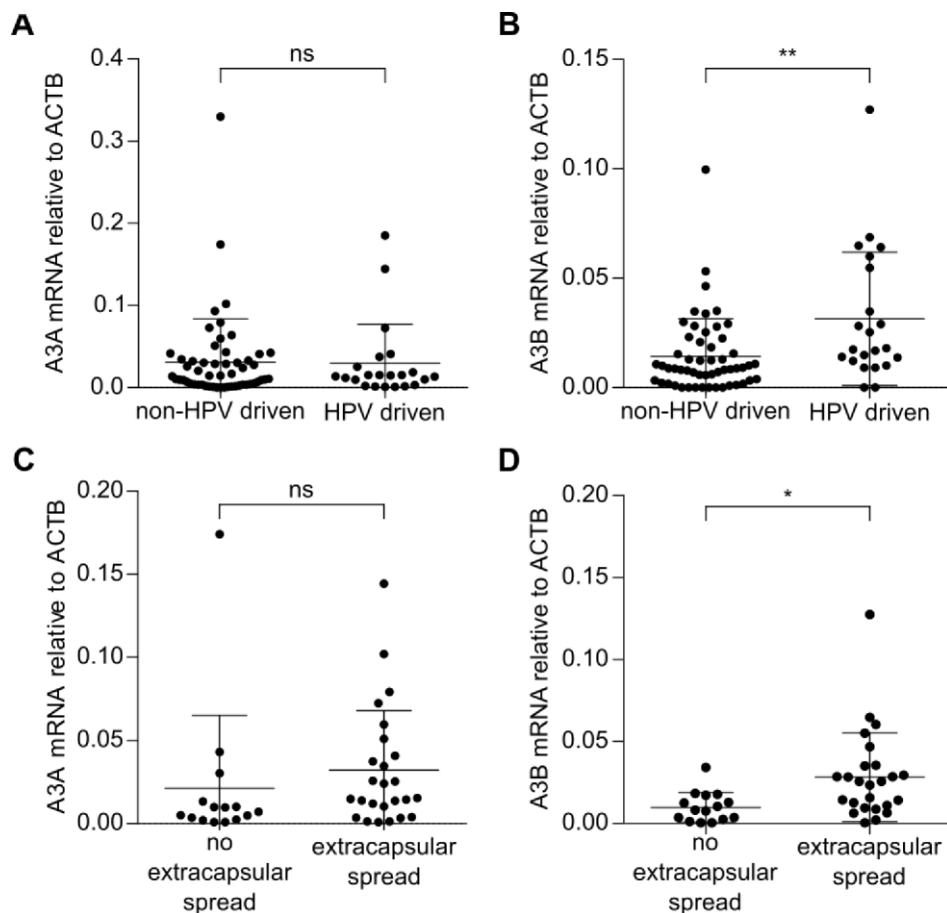 A
A3A mRNA relative to ACTB
0.4
0.3
0.2
0.1
0.0
ns
non-HPV driven
HPV driven
B
A3B mRNA relative to ACTB
0.15
0.10
0.05
0.00
**
non-HPV driven
HPV driven
C
A3A mRNA relative to ACTB
0.20
0.15
0.10
0.05
0.00
ns
no
extracapsular
spread
extracapsular
spread
D
A3B mRNA relative to ACTB
0.20
0.15
0.10
0.05
0.00
*
no
extracapsular
spread
extracapsular
spread